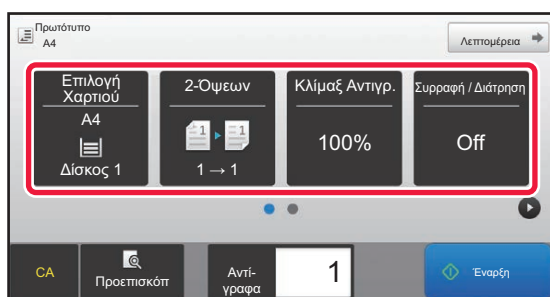 Πρωτότυπο
A4
Λεπτομέρεια
Επιλογή
Χαρτιού
A4
Δίσκος 1
2-Όψεων
1 → 1
Κλίμαξ Αντιγρ.
100%
Συρραφή / Διάτρηση
Off
CA
Προεπισκόπ
Αντί-
γραφα
1
Έναρξη